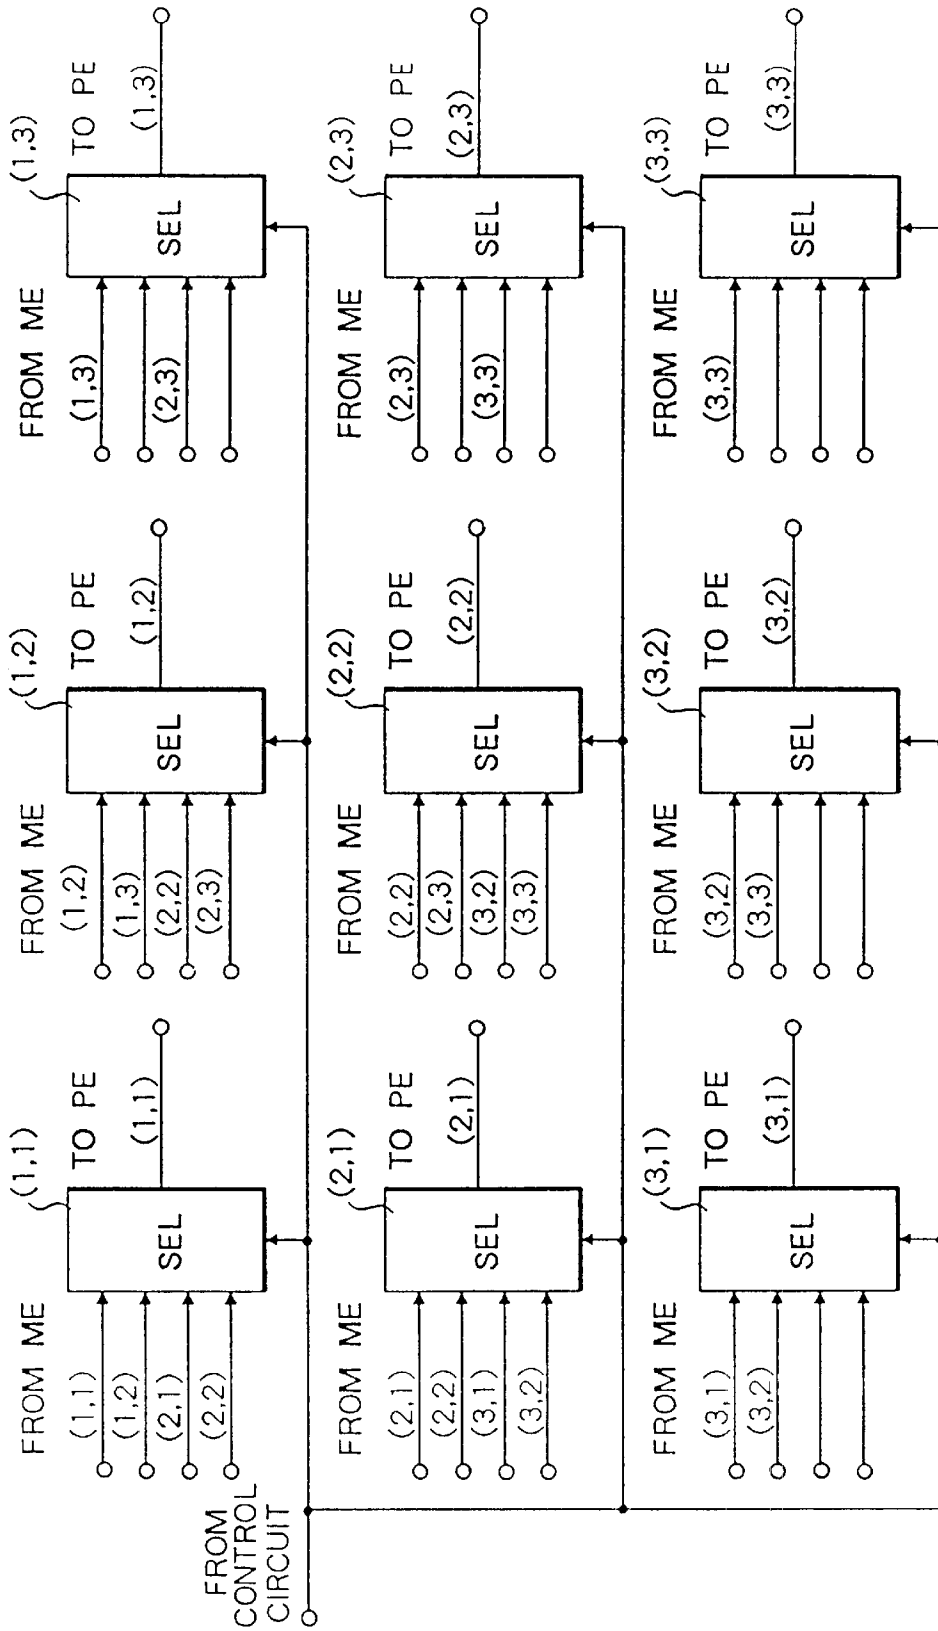 (1,1)
FROM ME
TO PE
(1,1)
(1,2)
(2,1)
(2,2)
SEL
(1,1)
(1,2)
FROM ME
TO PE
(1,2)
(1,3)
(2,2)
(2,3)
SEL
(1,2)
(1,3)
FROM ME
TO PE
(1,3)
(2,3)
SEL
(1,3)
FROM
CONTROL
CIRCUIT
(2,1)
FROM ME
TO PE
(2,1)
(2,2)
(3,1)
(3,2)
SEL
(2,1)
(2,2)
FROM ME
TO PE
(2,2)
(2,3)
(3,2)
(3,3)
SEL
(2,2)
(2,3)
FROM ME
TO PE
(2,3)
(3,3)
SEL
(2,3)
(3,1)
FROM ME
TO PE
(3,1)
(3,2)
SEL
(3,1)
(3,2)
FROM ME
TO PE
(3,2)
(3,3)
SEL
(3,2)
(3,3)
FROM ME
TO PE
(3,3)
SEL
(3,3)